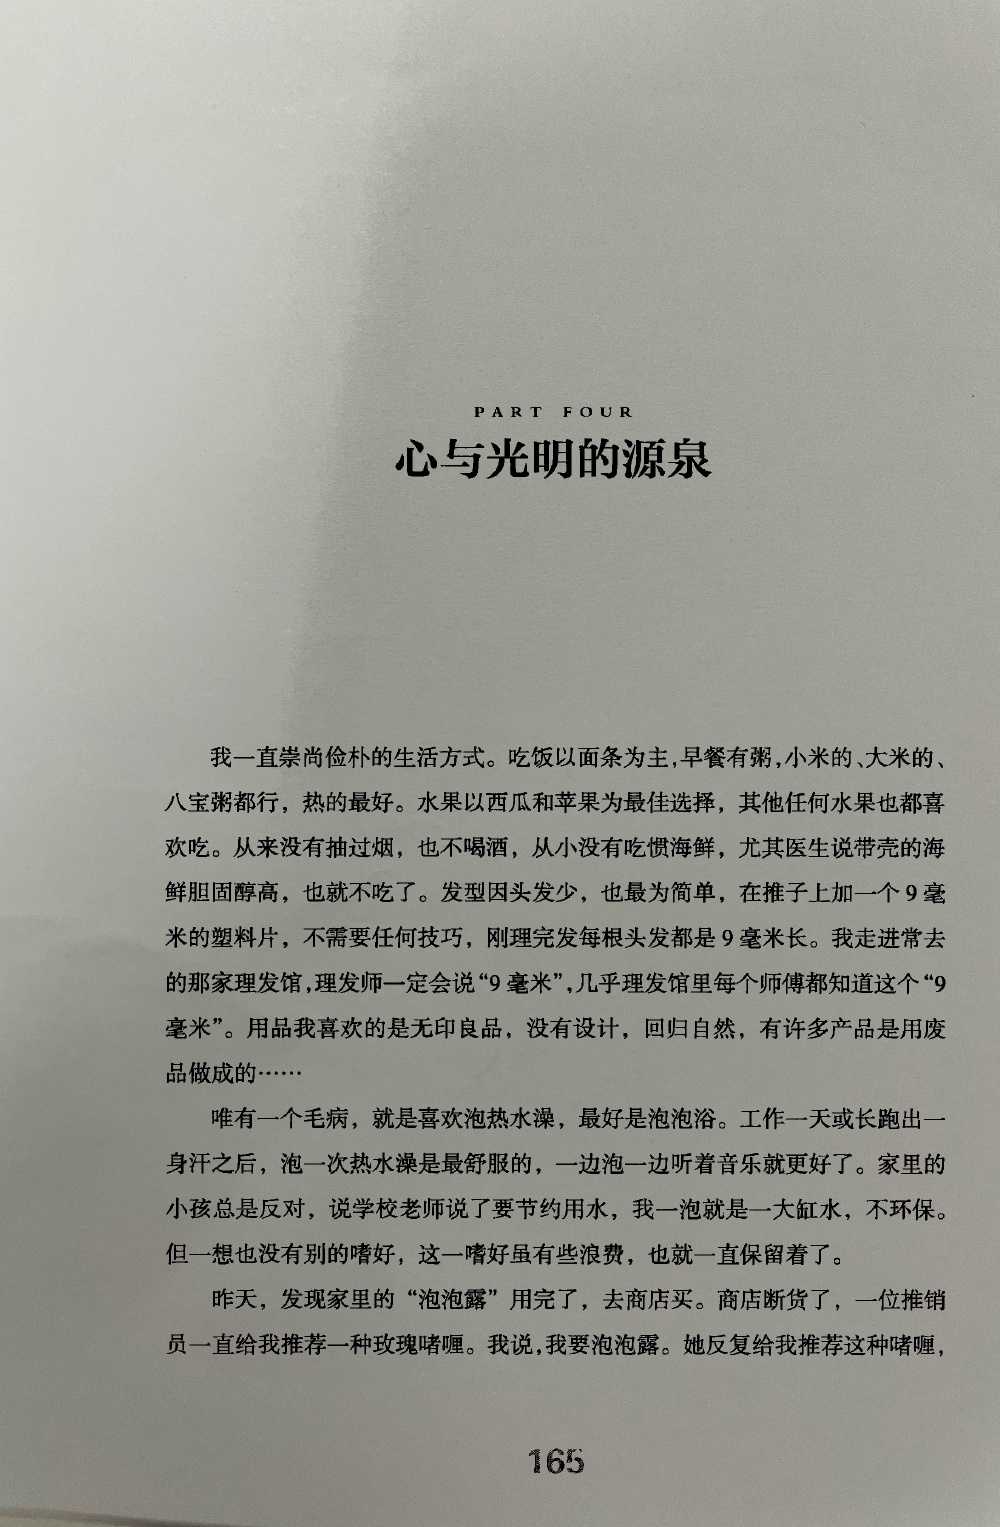 PART FOUR
心与光明的源泉
我一直崇尚俭朴的生活方式。吃饭以面条为主,早餐有粥,小米的、大米的、
八宝粥都行，热的最好。水果以西瓜和苹果为最佳选择，其他任何水果也都喜
欢吃。从来没有抽过烟，也不喝酒，从小没有吃惯海鲜，尤其医生说带壳的海
鲜胆固醇高，也就不吃了。发型因头发少，也最为简单，在推子上加一个9毫
米的塑料片，不需要任何技巧，刚理完发每根头发都是9毫米长。我走进常去
的那家理发馆,理发师一定会说“9毫米”,几乎理发馆里每个师傅都知道这个“9
毫米”。用品我喜欢的是无印良品，没有设计，回归自然，有许多产品是用废
品做成的……
唯有一个毛病，就是喜欢泡热水澡，最好是泡泡浴。工作一天或长跑出一
身汗之后，泡一次热水澡是最舒服的，一边泡一边听着音乐就更好了。家里的
小孩总是反对，说学校老师说了要节约用水，我一泡就是一大缸水，不环保。
但一想也没有别的嗜好，这一嗜好虽有些浪费，也就一直保留着了。
昨天，发现家里的“泡泡露”用完了，去商店买。商店断货了，一位推销
员一直给我推荐一种玫瑰啫喱。我说,我要泡泡露。她反复给我推荐这种啫喱,
165